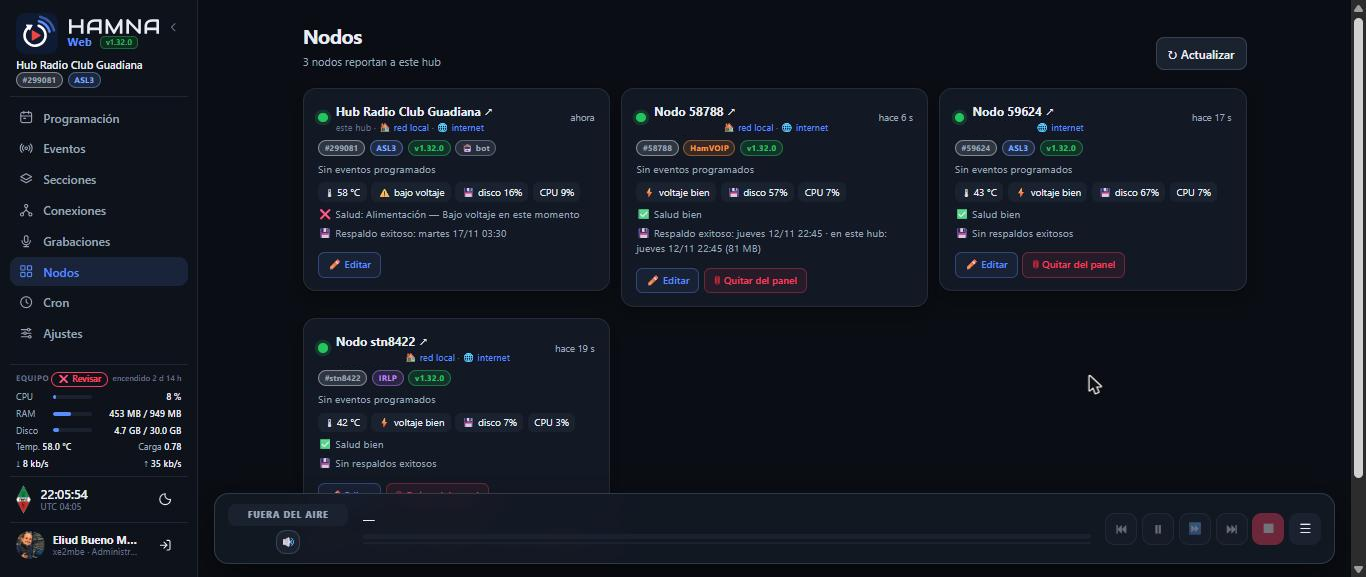 HAMNA
Web v1.32.0
Hub Radio Club Guadiana
#299081 ASL3
Programación
Eventos
Secciones
Conexiones
Grabaciones
Nodos
Cron
Ajustes
EQUIPO Revisar encendido 2 d 14 h
CPU 8 %
RAM 453 MB / 949 MB
Disco 4.7 GB / 30.0 GB
Temp. 58.0 °C Carga 0.78
↓ 8 kb/s ↑ 35 kb/s
22:05:54
UTC 04:05
Eliud Bueno M...
xe2mbe · Administr...
Nodos
3 nodos reportan a este hub
↻ Actualizar
Hub Radio Club Guadiana ↗ ahora
este hub · red local · internet
#299081 ASL3 v1.32.0 bot
Sin eventos programados
58 °C bajo voltaje disco 16% CPU 9%
Salud: Alimentación — Bajo voltaje en este momento
Respaldo exitoso: martes 17/11 03:30
Editar
Nodo 58788 ↗ hace 6 s
red local · internet
#58788 HamVOIP v1.32.0
Sin eventos programados
voltaje bien disco 57% CPU 7%
Salud bien
Respaldo exitoso: jueves 12/11 22:45 · en este hub:
jueves 12/11 22:45 (81 MB)
Editar Quitar del panel
Nodo 59624 ↗ hace 17 s
internet
#59624 ASL3 v1.32.0
Sin eventos programados
43 °C voltaje bien disco 67% CPU 7%
Salud bien
Sin respaldos exitosos
Editar Quitar del panel
Nodo stn8422 ↗ hace 19 s
red local · internet
#stn8422 IRLP v1.32.0
Sin eventos programados
42 °C voltaje bien disco 7% CPU 3%
Salud bien
Sin respaldos exitosos
FUERA DEL AIRE —